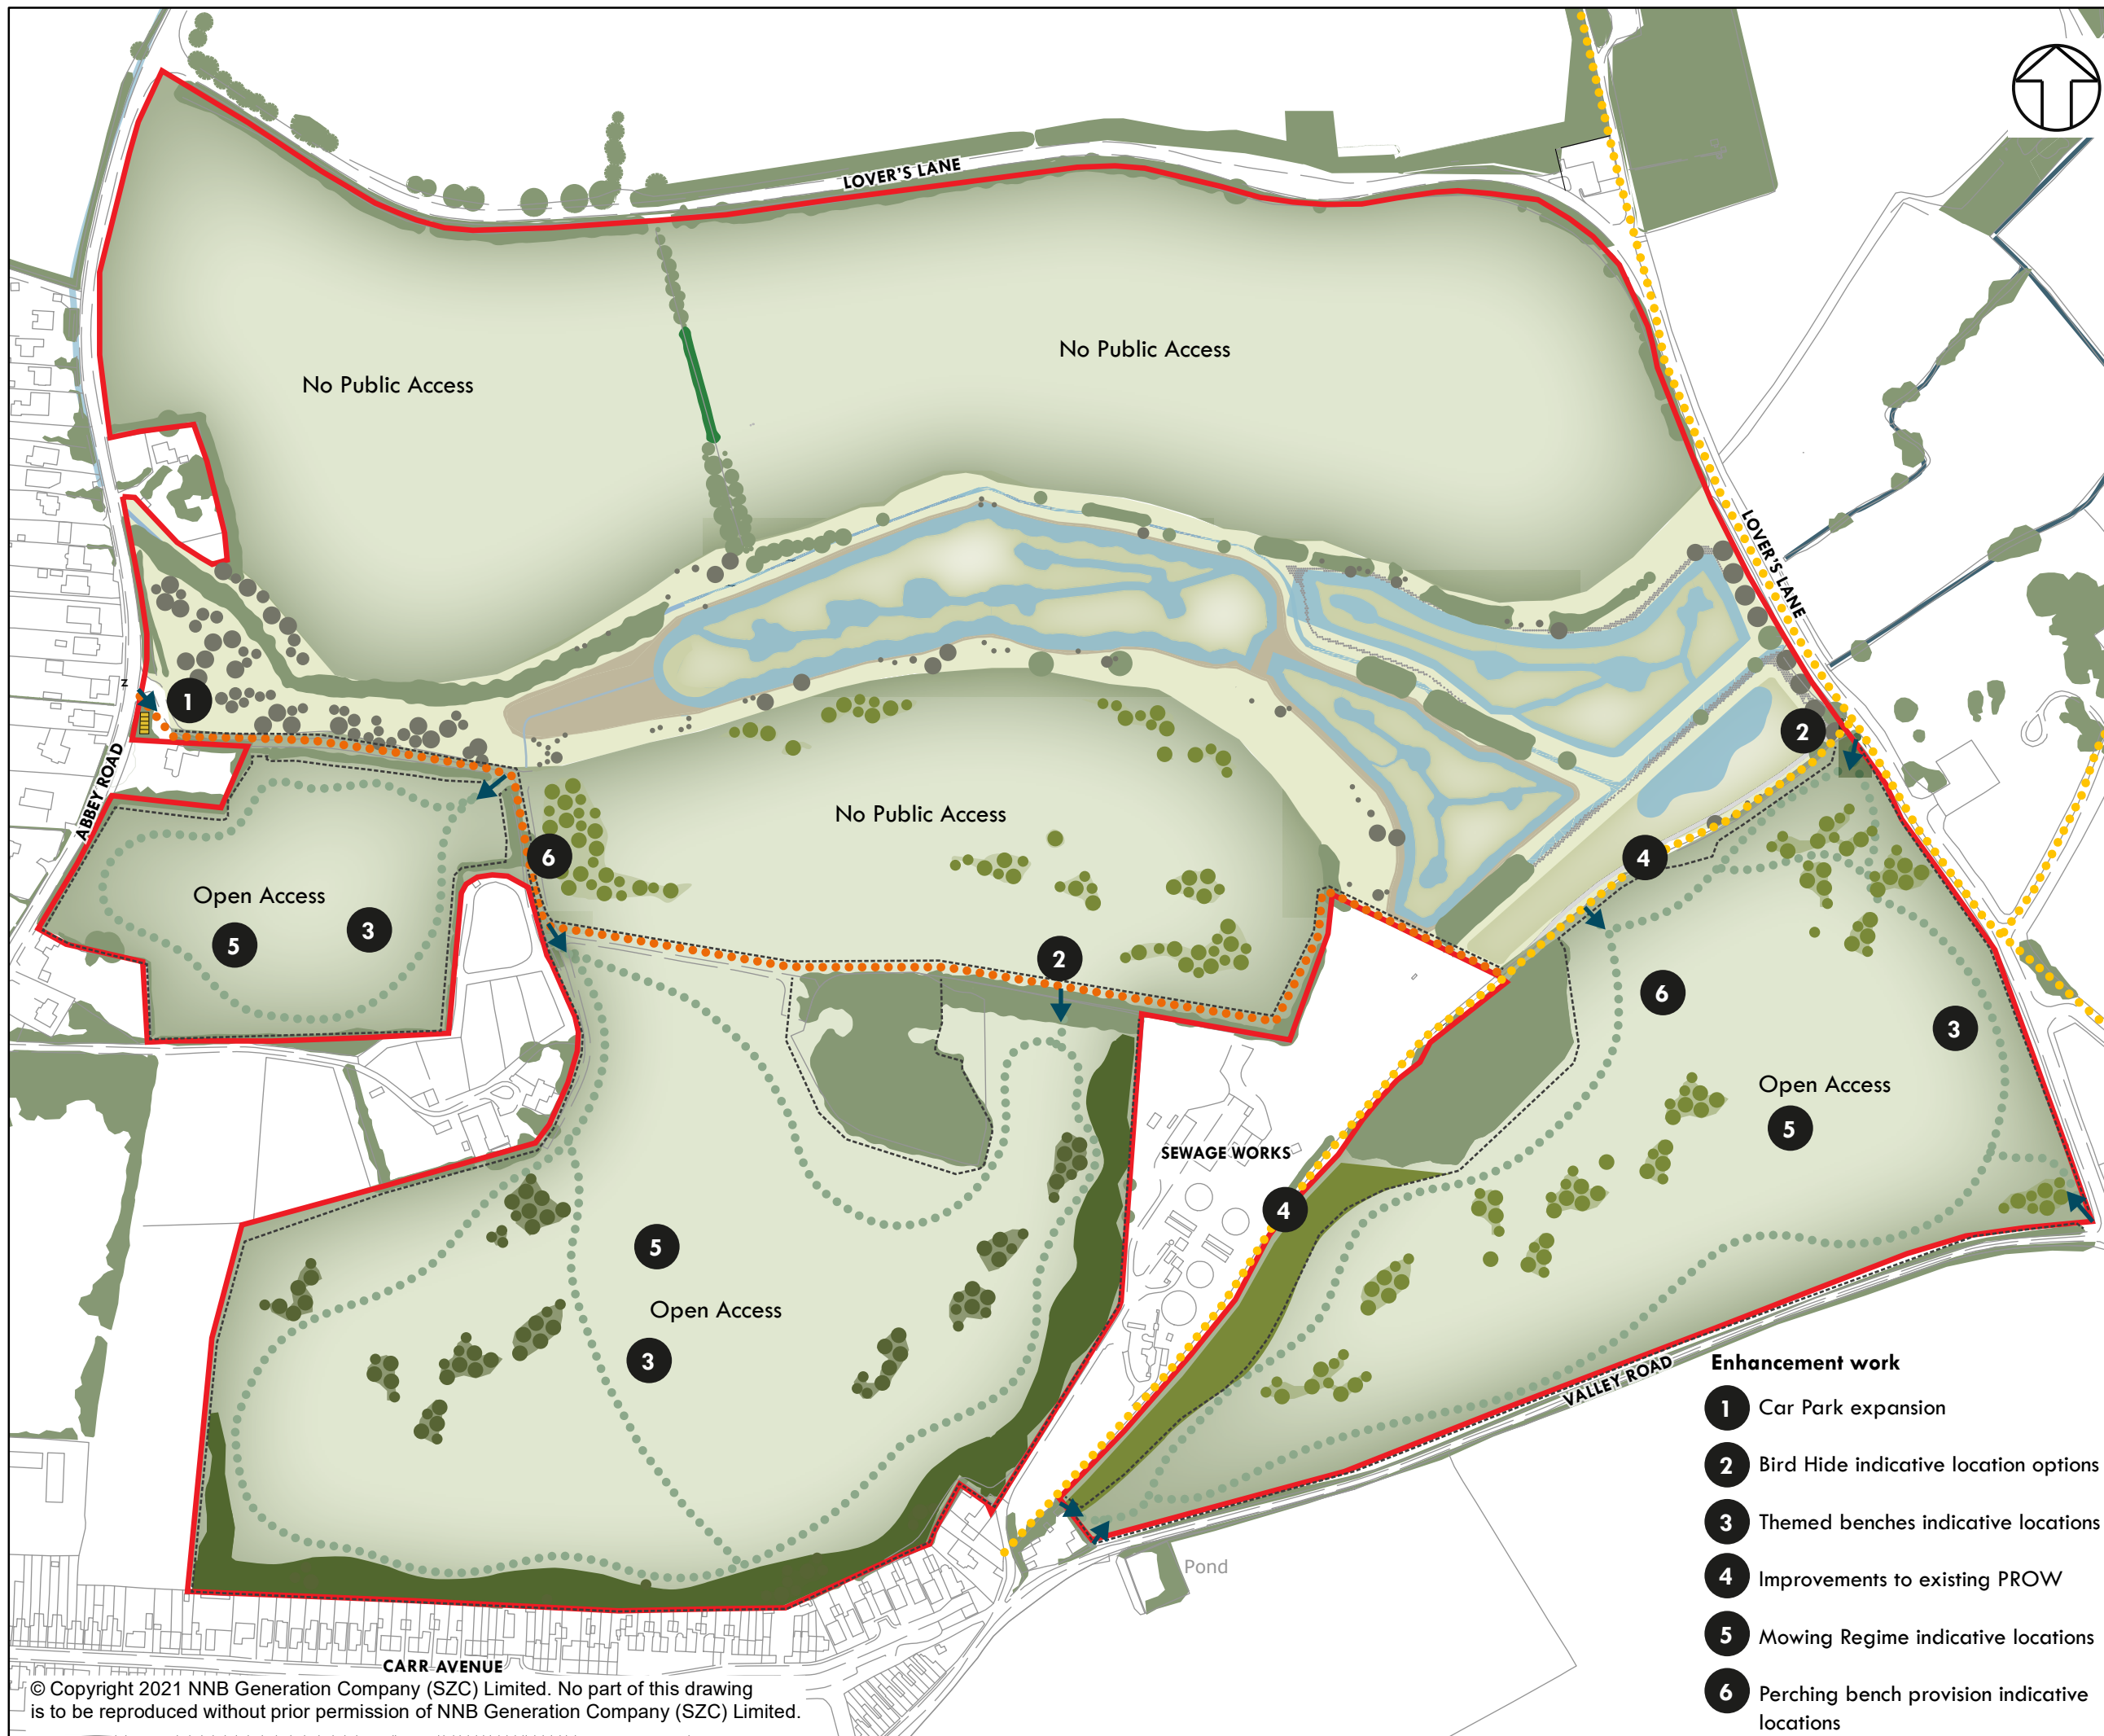 LOVER'S LANE
No Public Access
No Public Access
LOVER'S LANE
1
2
z
ABBEY ROAD
No Public Access
6
4
Open Access
5
3
2
6
3
Open Access
5
SEWAGE WORKS
4
5
Open Access
3
VALLEY ROAD
Pond
CARR AVENUE
Enhancement work
1 Car Park expansion
2 Bird Hide indicative location options
3 Themed benches indicative locations
4 Improvements to existing PROW
5 Mowing Regime indicative locations
6 Perching bench provision indicative
locations
© Copyright 2021 NNB Generation Company (SZC) Limited. No part of this drawing
is to be reproduced without prior permission of NNB Generation Company (SZC) Limited.